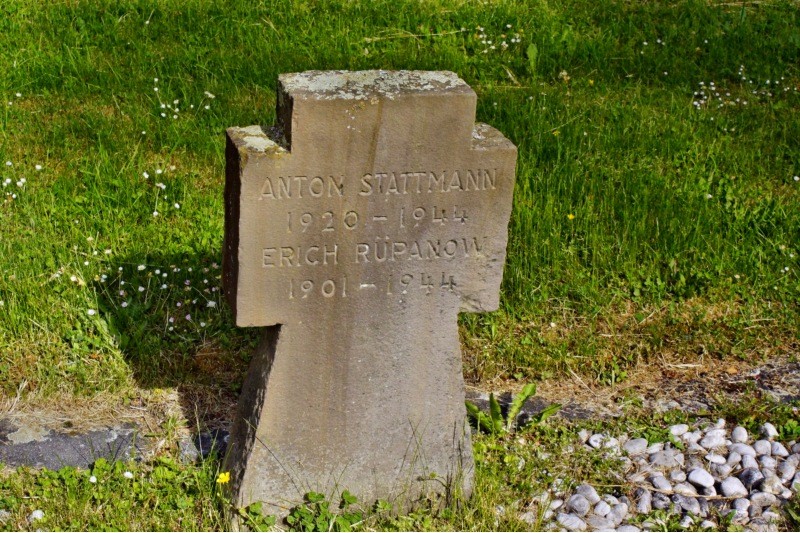 ANTON STATTMANN
1920 - 1944
ERICH RÜPANOW
1901 - 1944